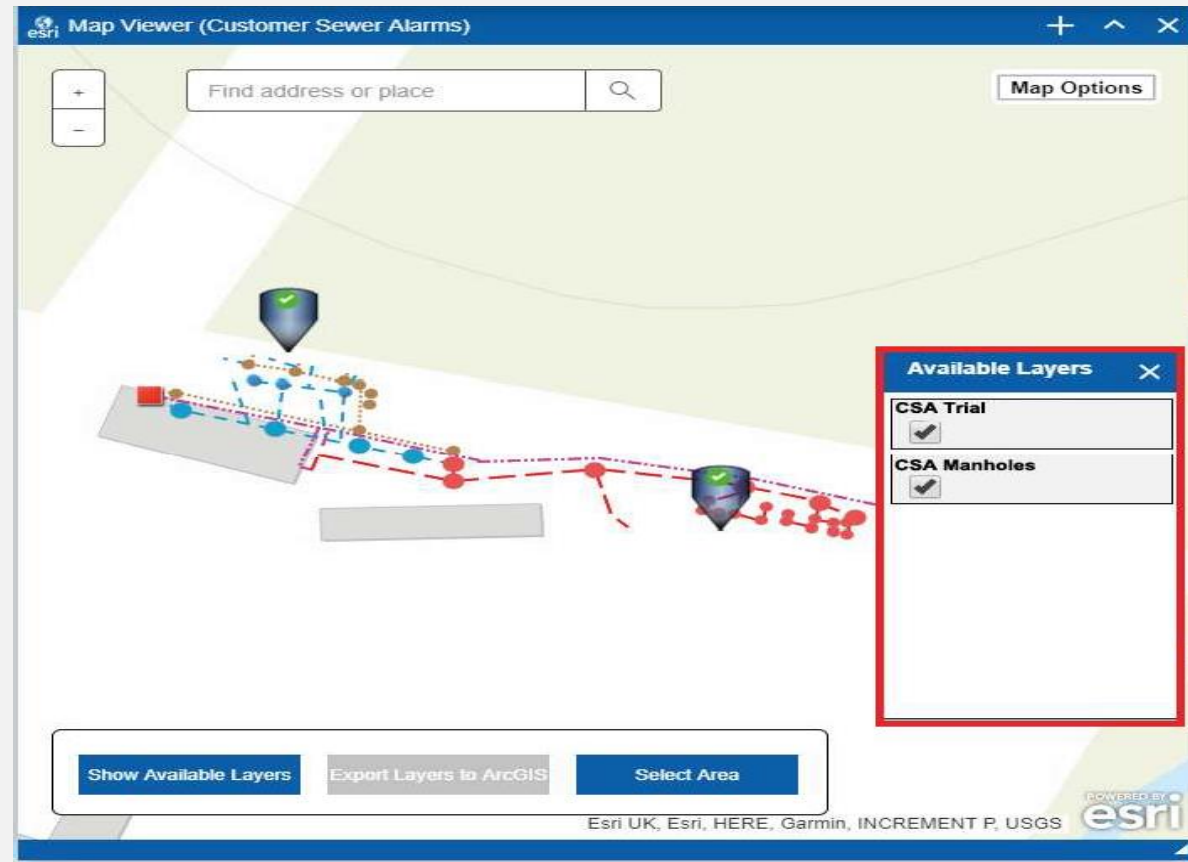 esri Map Viewer (Customer Sewer Alarms)
+
Find address or place
Map Options
-
Available Layers
CSA Trial
CSA Manholes
Show Available Layers Export Layers to ArcGIS Select Area
POWERED BY
esri
Esri UK, Esri, HERE, Garmin, INCREMENT P, USGS